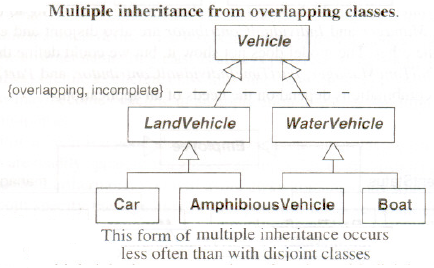 Multiple inheritance from overlapping classes.
Vehicle
{overlapping, incomplete}
LandVehicle WaterVehicle
Car AmphibiousVehicle Boat
This form of multiple inheritance occurs
less often than with disjoint classes